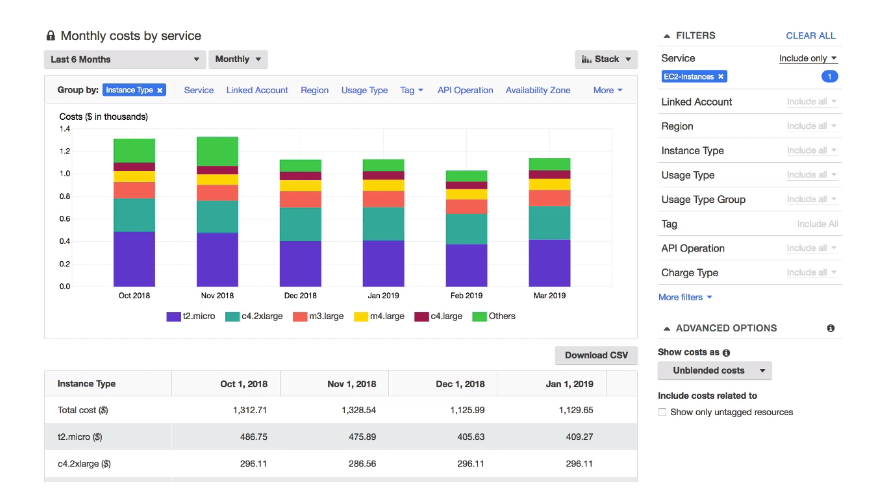 Monthly costs by service
Last 6 Months Monthly Stack
Group by: Instance Type × Service Linked Account Region Usage Type Tag API Operation Availability Zone More
Costs ($ in thousands)
1.4
1.2
1.0
0.8
0.6
0.4
0.2
0.0
Oct 2018 Nov 2018 Dec 2018 Jan 2019 Feb 2019 Mar 2019
t2.micro c4.2xlarge m3.large m4.large c4.large Others
Download CSV
Instance Type Oct 1, 2018 Nov 1, 2018 Dec 1, 2018 Jan 1, 2019
Total cost ($) 1,312.71 1,328.54 1,125.99 1,129.65
t2.micro ($) 486.75 475.89 405.63 409.27
c4.2xlarge ($) 296.11 286.56 296.11 296.11
FILTERS CLEAR ALL
Service Include only
EC2-Instances × 1
Linked Account Include all
Region Include all
Instance Type Include all
Usage Type Include all
Usage Type Group Include all
Tag Include All
API Operation Include all
Charge Type Include all
More filters
ADVANCED OPTIONS
Show costs as
Unblended costs
Include costs related to
Show only untagged resources